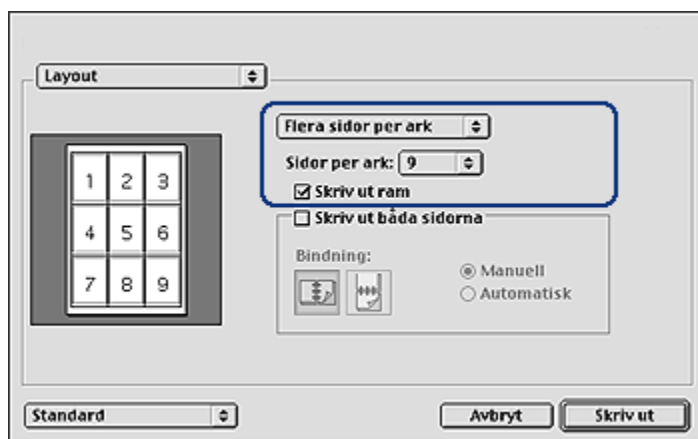 Layout
Flera sidor per ark
Sidor per ark: 9
Skriv ut ram
Skriv ut båda sidorna
Bindning:
Manuell
Automatisk
1 2 3
4 5 6
7 8 9
Standard
Avbryt
Skriv ut